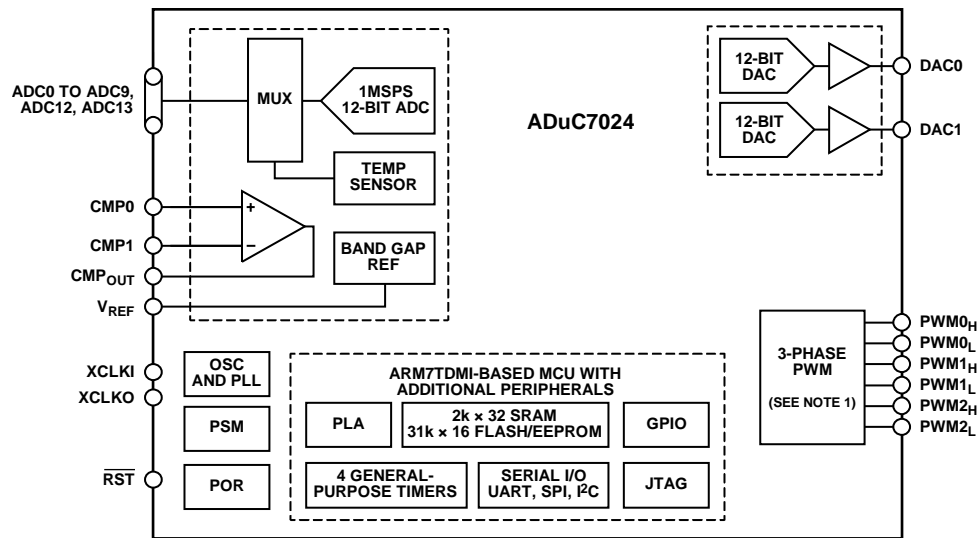 ADC0 TO ADC9,
ADC12, ADC13
MUX
1MSPS
12-BIT ADC
TEMP
SENSOR
CMP0
+
CMP1
–
CMPOUT
BAND GAP
REF
VREF
ADuC7024
12-BIT
DAC
DAC0
12-BIT
DAC
DAC1
XCLKI
XCLKO
OSC
AND PLL
PSM
RST
POR
ARM7TDMI-BASED MCU WITH
ADDITIONAL PERIPHERALS
PLA
2k × 32 SRAM
31k × 16 FLASH/EEPROM
GPIO
4 GENERAL-
PURPOSE TIMERS
SERIAL I/O
UART, SPI, I2C
JTAG
3-PHASE
PWM
(SEE NOTE 1)
PWM0H
PWM0L
PWM1H
PWM1L
PWM2H
PWM2L